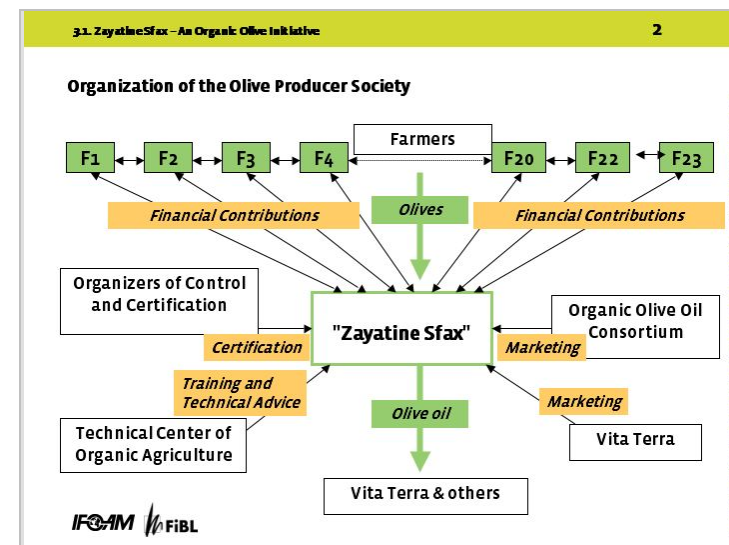 3.1. Zayatine Sfax – An Organic Olive Initiative
2
Organization of the Olive Producer Society
Farmers
F1
F2
F3
F4
F20
F22
F23
Financial Contributions
Olives
Financial Contributions
Organizers of Control
and Certification
"Zayatine Sfax"
Organic Olive Oil
Consortium
Certification
Marketing
Training and
Technical Advice
Olive oil
Marketing
Technical Center of
Organic Agriculture
Vita Terra
Vita Terra & others
IFOAM
FiBL